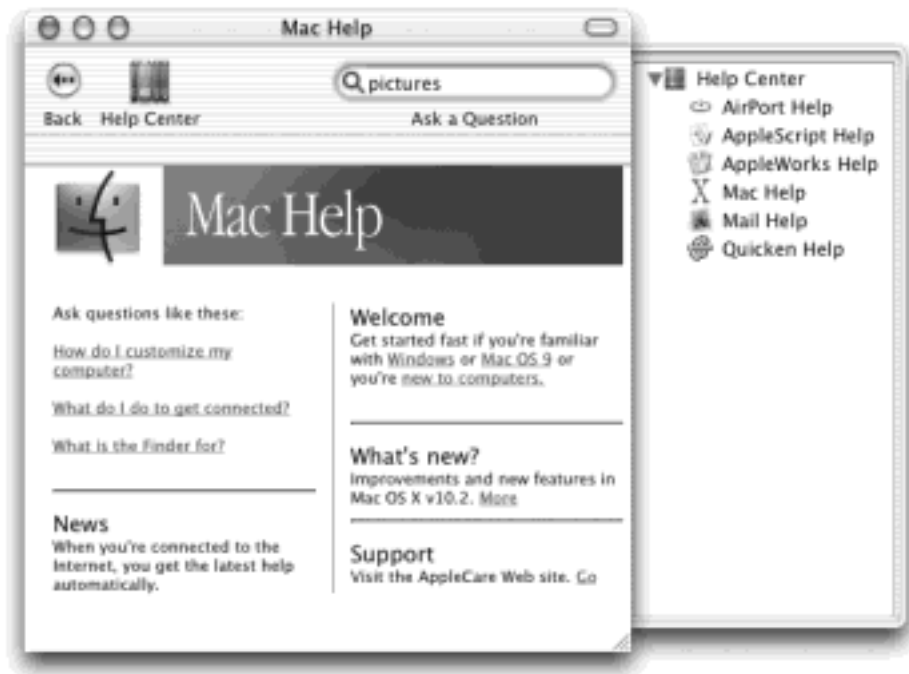 Mac Help
pictures
Back Help Center
Ask a Question
Mac Help
Ask questions like these:
How do I customize my
computer?
What do I do to get connected?
What is the Finder for?
News
When you're connected to the
Internet, you get the latest help
automatically.
Welcome
Get started fast if you're familiar
with Windows or Mac OS 9 or
you're new to computers.
What's new?
Improvements and new features in
Mac OS X v10.2. More
Support
Visit the AppleCare Web site. Go
Help Center
AirPort Help
AppleScript Help
AppleWorks Help
Mac Help
Mail Help
Quicken Help